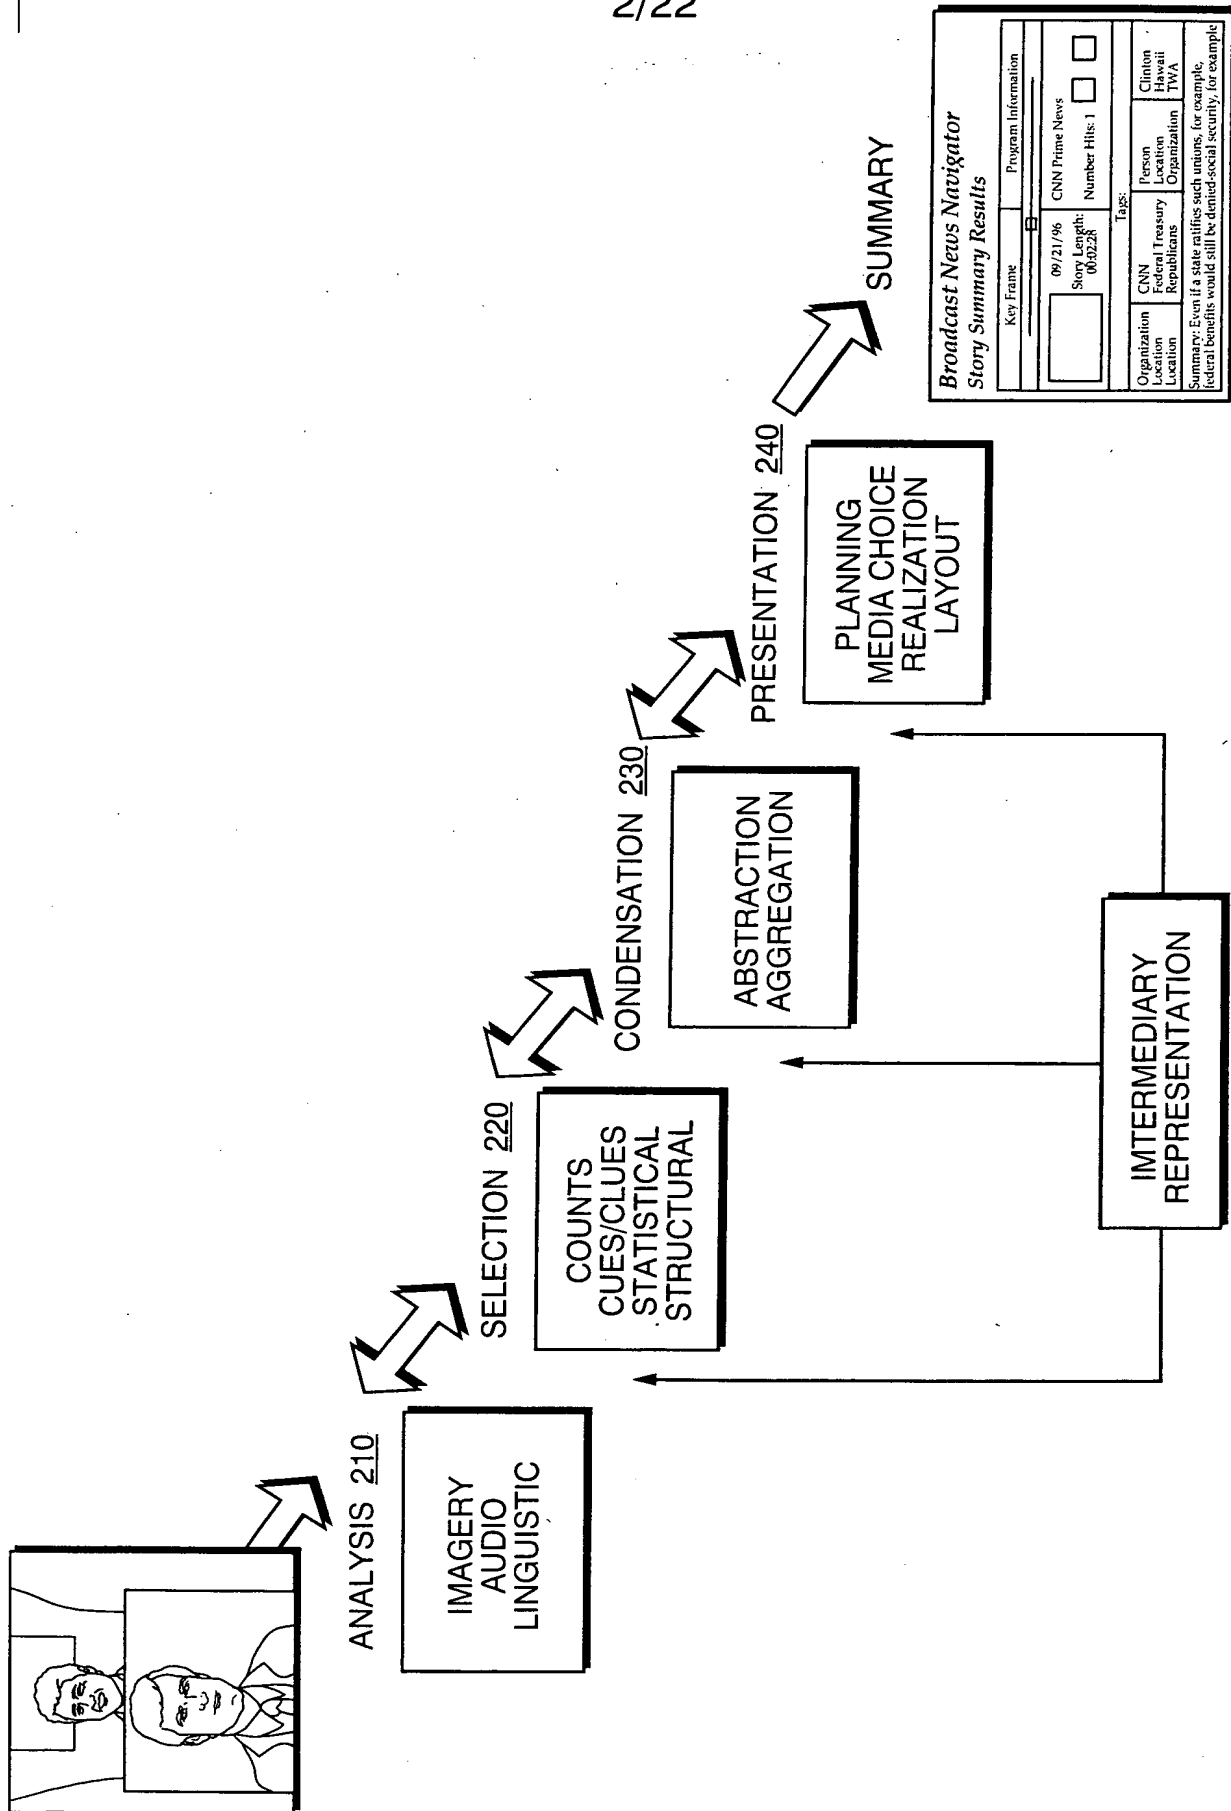 2/22
ANALYSIS 210
IMAGERY
AUDIO
LINGUISTIC
SELECTION 220
COUNTS
CUES/CLUES
STATISTICAL
STRUCTURAL
CONDENSATION 230
ABSTRACTION
AGGREGATION
PRESENTATION 240
PLANNING
MEDIA CHOICE
REALIZATION
LAYOUT
IMTERMEDIARY
REPRESENTATION
SUMMARY
Broadcast News Navigator
Story Summary Results
Key Frame Program Information
09/21/96 CNN Prime News
Story Length: Number Hits: 1
00:02:28
Tags:
Organization CNN Person Clinton
Location Federal Treasury Location Hawaii
Location Republicans Organization TWA
Summary: Even if a state ratifies such unions, for example,
federal benefits would still be denied-social security, for example